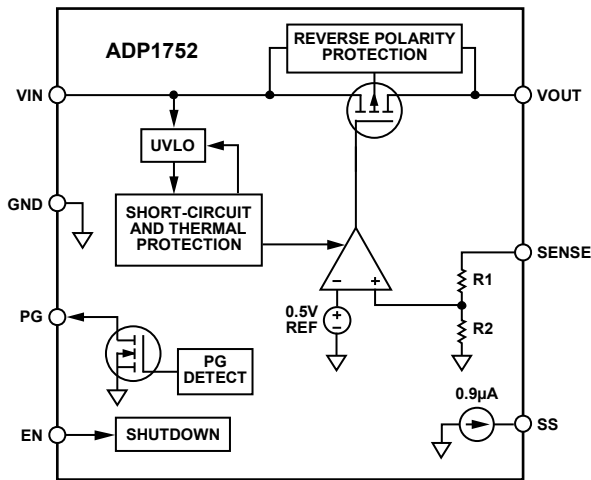 ADP1752
REVERSE POLARITY
PROTECTION
VIN
VOUT
UVLO
GND
SHORT-CIRCUIT
AND THERMAL
PROTECTION
SENSE
R1
– +
PG
0.5V
REF
+
–
R2
PG
DETECT
0.9µA
EN
SHUTDOWN
SS